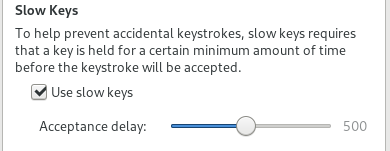 Slow Keys
To help prevent accidental keystrokes, slow keys requires
that a key is held for a certain minimum amount of time
before the keystroke will be accepted.
Use slow keys
Acceptance delay: 500